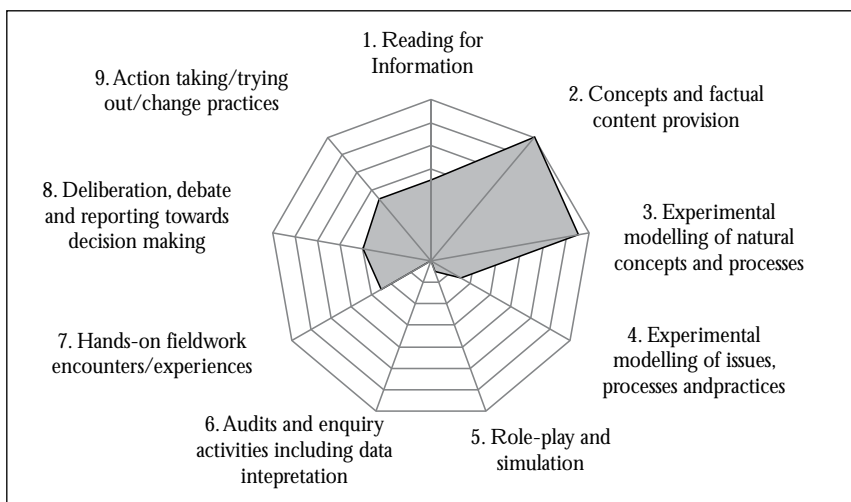 1. Reading for
Information
2. Concepts and factual
content provision
3. Experimental
modelling of natural
concepts and processes
4. Experimental
modelling of issues,
processes andpractices
5. Role-play and
simulation
6. Audits and enquiry
activities including data
intepretation
7. Hands-on fieldwork
encounters/experiences
8. Deliberation, debate
and reporting towards
decision making
9. Action taking/trying
out/change practices